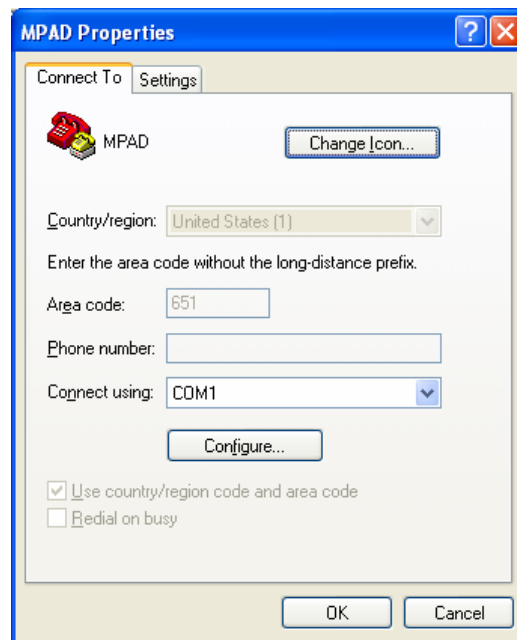 MPAD Properties
Connect To Settings
MPAD Change Icon...
Country/region: United States (1)
Enter the area code without the long-distance prefix.
Area code: 651
Phone number:
Connect using: COM1
Configure...
Use country/region code and area code
Redial on busy
OK Cancel